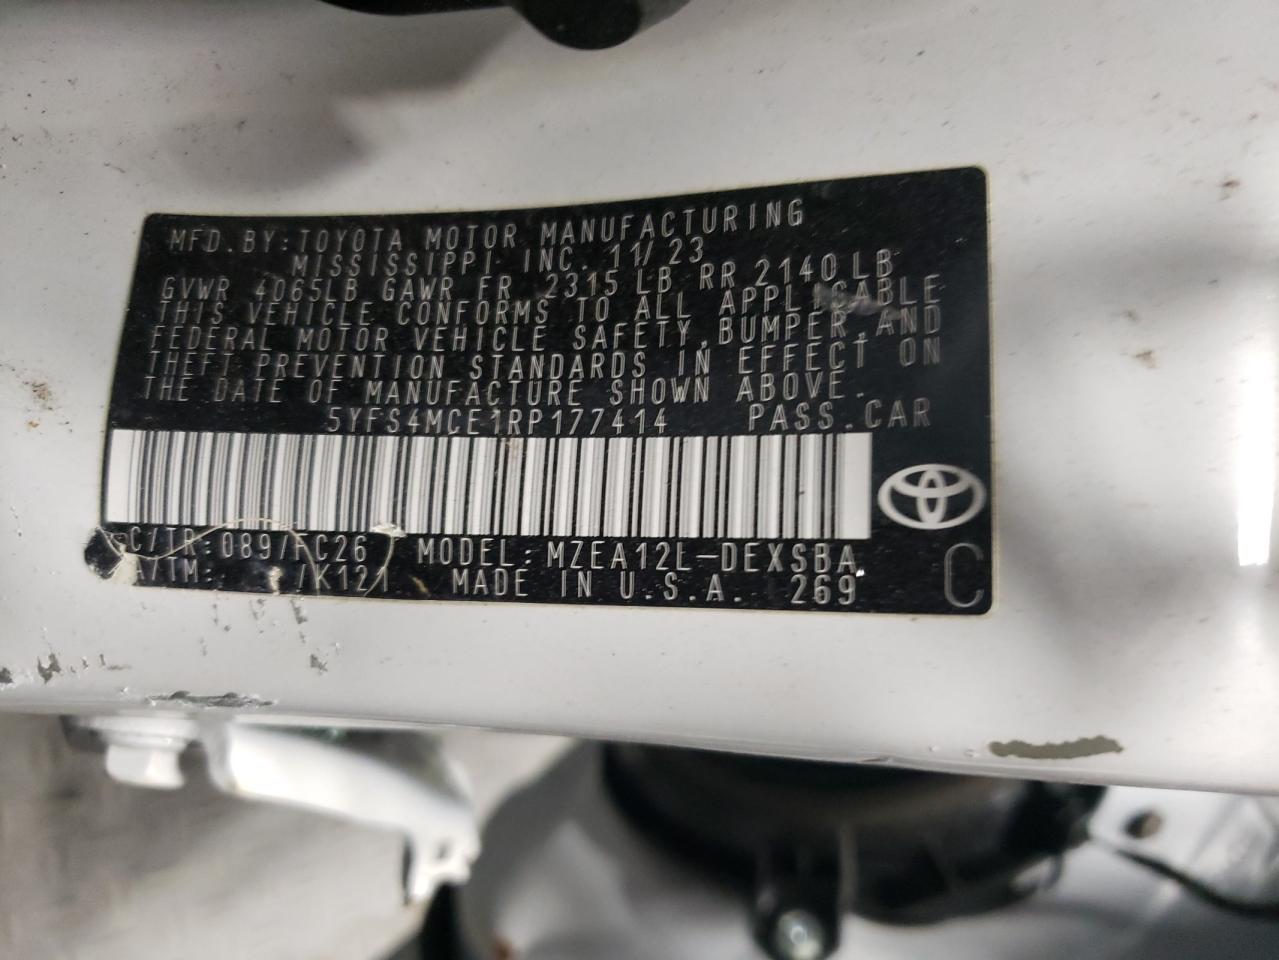 MFD.BY:TOYOTA MOTOR MANUFACTURING
MISSISSIPPI INC. 11/23
GVWR 4065LB GAWR FR 2315 LB RR 2140LB
THIS VEHICLE CONFORMS TO ALL APPLICABLE
FEDERAL MOTOR VEHICLE SAFETY,BUMPER,AND
THEFT PREVENTION STANDARDS IN EFFECT ON
THE DATE OF MANUFACTURE SHOWN ABOVE.
5YFS4MCE1RP177414 PASS.CAR
C/TR:089/FC26 MODEL:MZEA12L-DEXSBA
A/TM: /K121 MADE IN U.S.A. 269
C